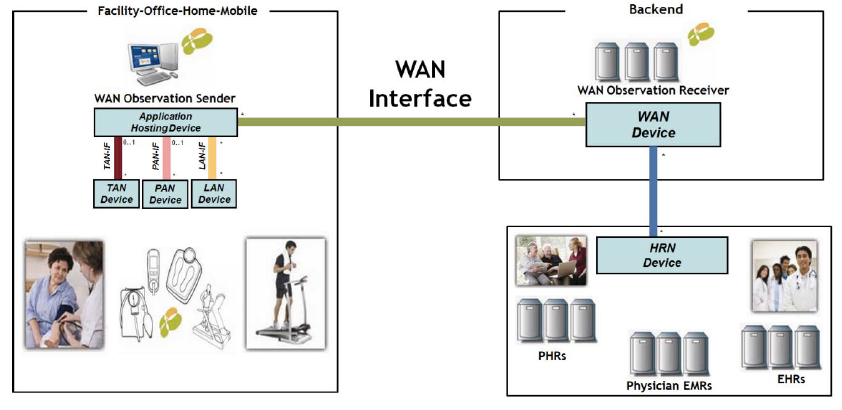 Facility-Office-Home-Mobile
WAN Observation Sender
Application
HostingDevice
*
TAN-IF
0..1
PAN-IF
0..1
LAN-IF
*
*
*
*
TAN
Device
PAN
Device
LAN
Device
WAN
Interface
Backend
WAN Observation Receiver
*
WAN
Device
*
*
HRN
Device
PHRs
Physician EMRs
EHRs